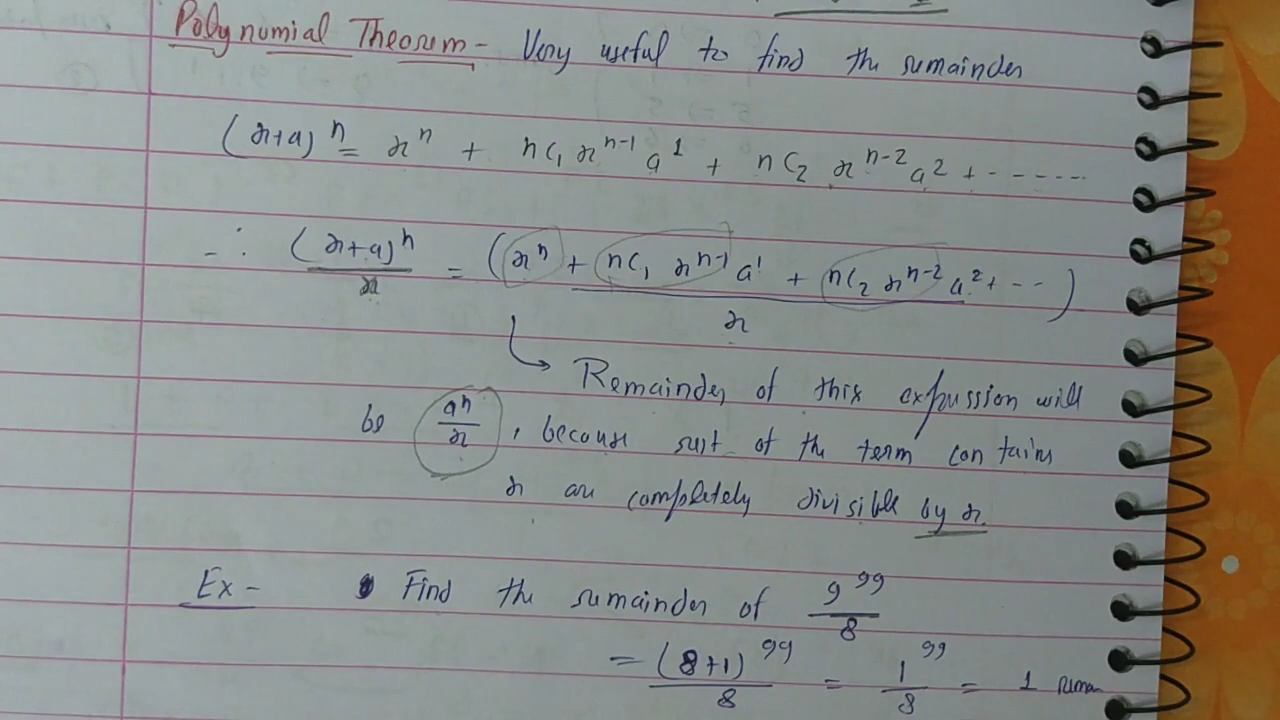 Polynomial Theorem - Very useful to find the remainder
(x+a)^n = x^n + nC₁ x^(n-1) a^1 + nC₂ x^(n-2) a^2 + - - - - - -
∴ (x+a)^n / x = (x^n + nC₁ x^(n-1) a^1 + nC₂ x^(n-2) a^2 + - - ) / x
→ Remainder of this expression will
be a^n / x , because rest of the term contains
x are completely divisible by x.
Ex - Find the remainder of 9^99 / 8
= (8+1)^99 / 8 = 1^99 / 8 = 1